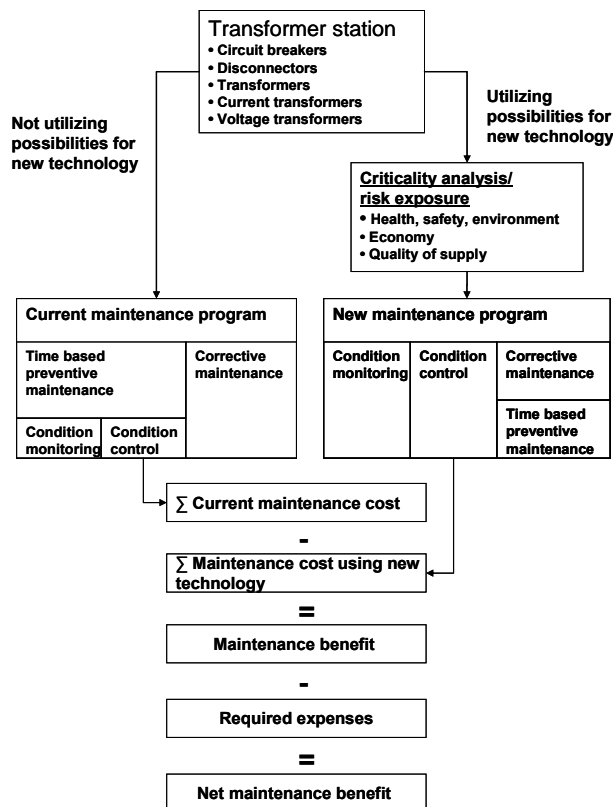 Transformer station
• Circuit breakers
• Disconnectors
• Transformers
• Current transformers
• Voltage transformers
Not utilizing
possibilities for
new technology
Utilizing
possibilities for
new technology
Criticality analysis/
risk exposure
• Health, safety, environment
• Economy
• Quality of supply
Current maintenance program
Time based
preventive
maintenance
Corrective
maintenance
Condition
monitoring
Condition
control
New maintenance program
Condition
monitoring
Condition
control
Corrective
maintenance
Time based
preventive
maintenance
∑ Current maintenance cost
-
∑ Maintenance cost using new
technology
=
Maintenance benefit
-
Required expenses
=
Net maintenance benefit